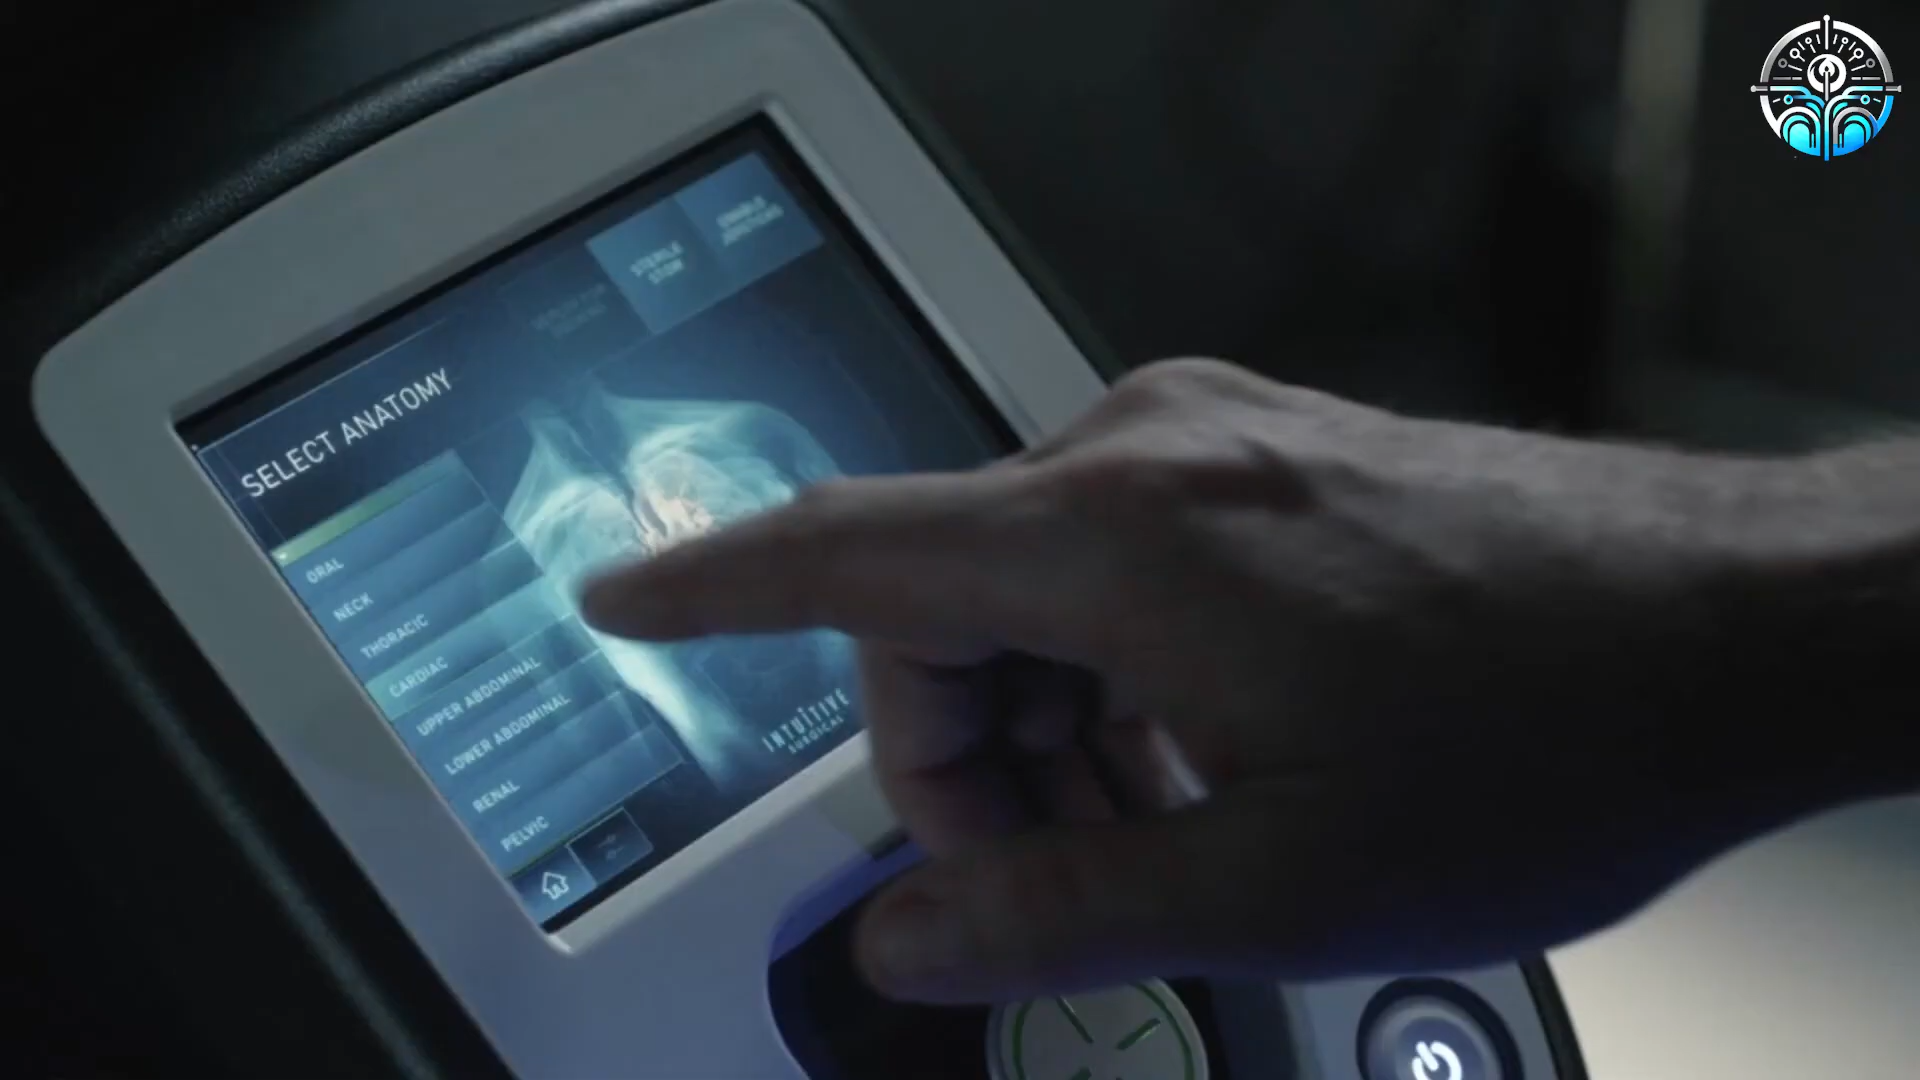 STERILE
STOW
SELECT ANATOMY
ORAL
NECK
THORACIC
CARDIAC
UPPER ABDOMINAL
LOWER ABDOMINAL
RENAL
PELVIC
INTUITIVE
SURGICAL